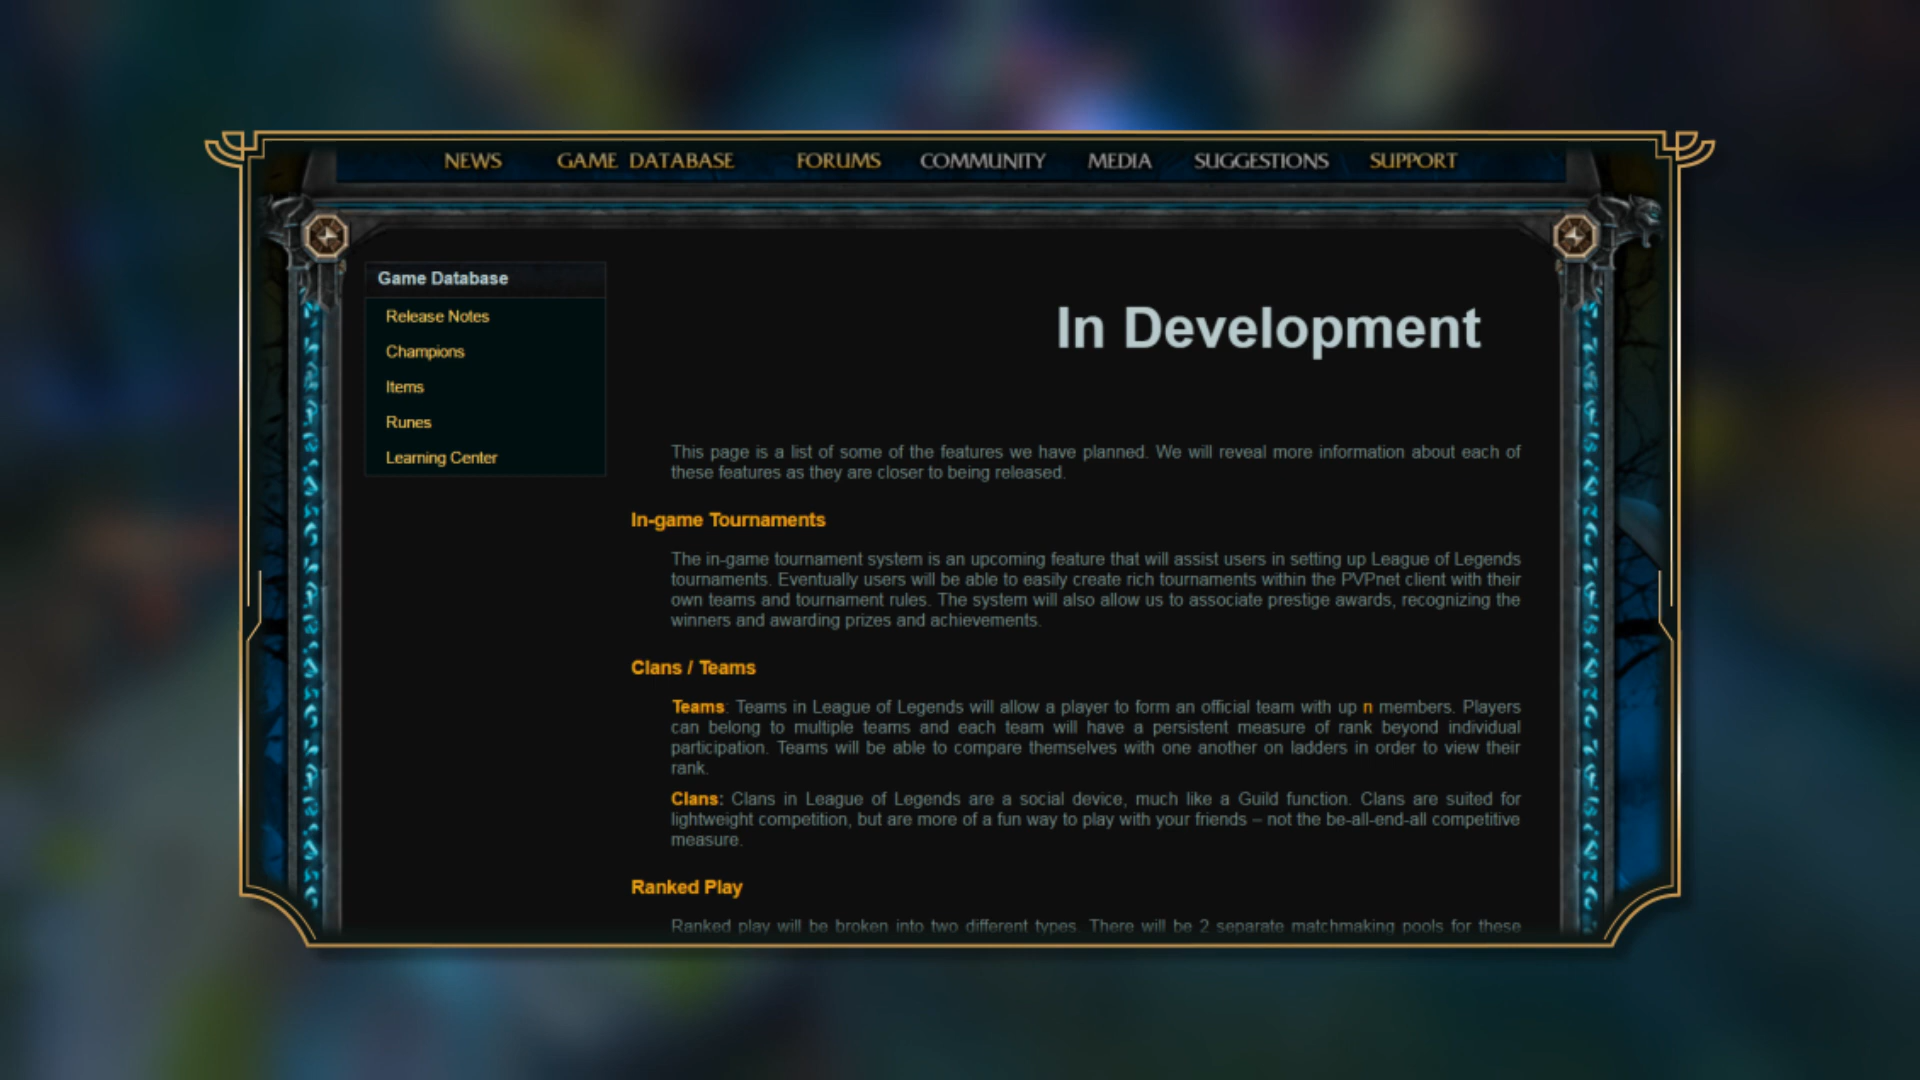 NEWS GAME DATABASE FORUMS COMMUNITY MEDIA SUGGESTIONS SUPPORT
Game Database
Release Notes
Champions
Items
Runes
Learning Center
In Development
This page is a list of some of the features we have planned. We will reveal more information about each of
these features as they are closer to being released.
In-game Tournaments
The in-game tournament system is an upcoming feature that will assist users in setting up League of Legends
tournaments. Eventually users will be able to easily create rich tournaments within the PVPnet client with their
own teams and tournament rules. The system will also allow us to associate prestige awards, recognizing the
winners and awarding prizes and achievements.
Clans / Teams
Teams: Teams in League of Legends will allow a player to form an official team with up n members. Players
can belong to multiple teams and each team will have a persistent measure of rank beyond individual
participation. Teams will be able to compare themselves with one another on ladders in order to view their
rank.
Clans: Clans in League of Legends are a social device, much like a Guild function. Clans are suited for
lightweight competition, but are more of a fun way to play with your friends – not the be-all-end-all competitive
measure.
Ranked Play
Ranked play will be broken into two different types. There will be 2 separate matchmaking pools for these